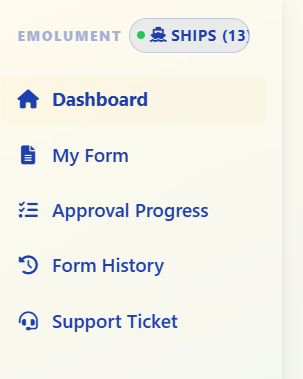 EMOLUMENT SHIPS (13)
Dashboard
My Form
Approval Progress
Form History
Support Ticket